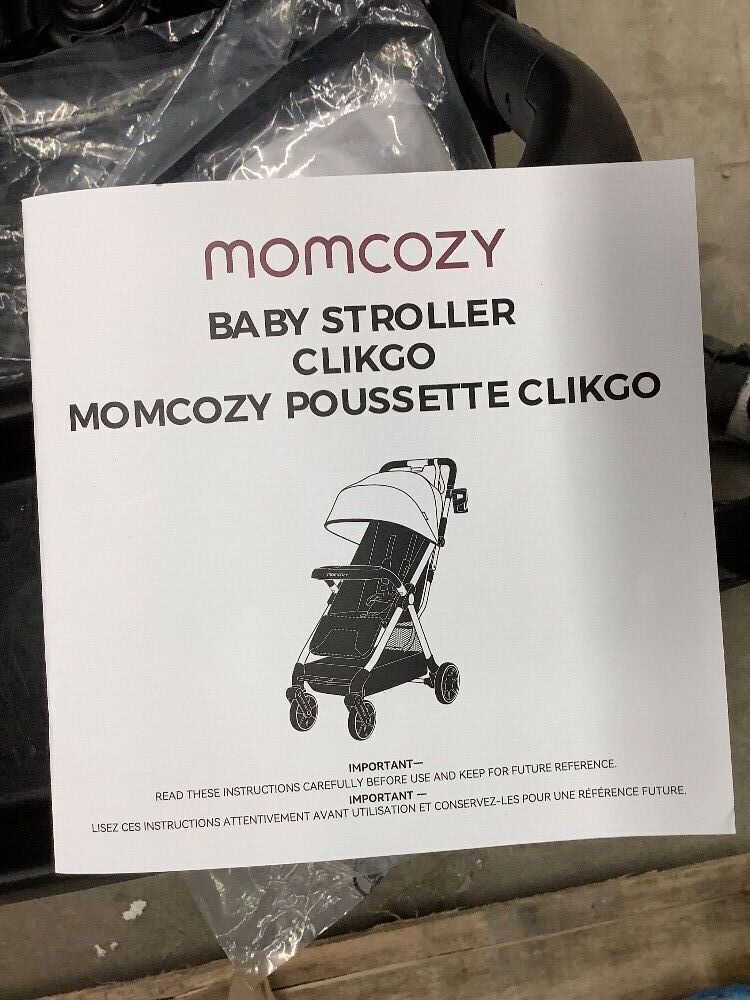 momcozy
BABY STROLLER
CLIKGO
MOMCOZY POUSSETTE CLIKGO
momcozy
IMPORTANT—
READ THESE INSTRUCTIONS CAREFULLY BEFORE USE AND KEEP FOR FUTURE REFERENCE.
IMPORTANT —
LISEZ CES INSTRUCTIONS ATTENTIVEMENT AVANT UTILISATION ET CONSERVEZ-LES POUR UNE RÉFÉRENCE FUTURE.